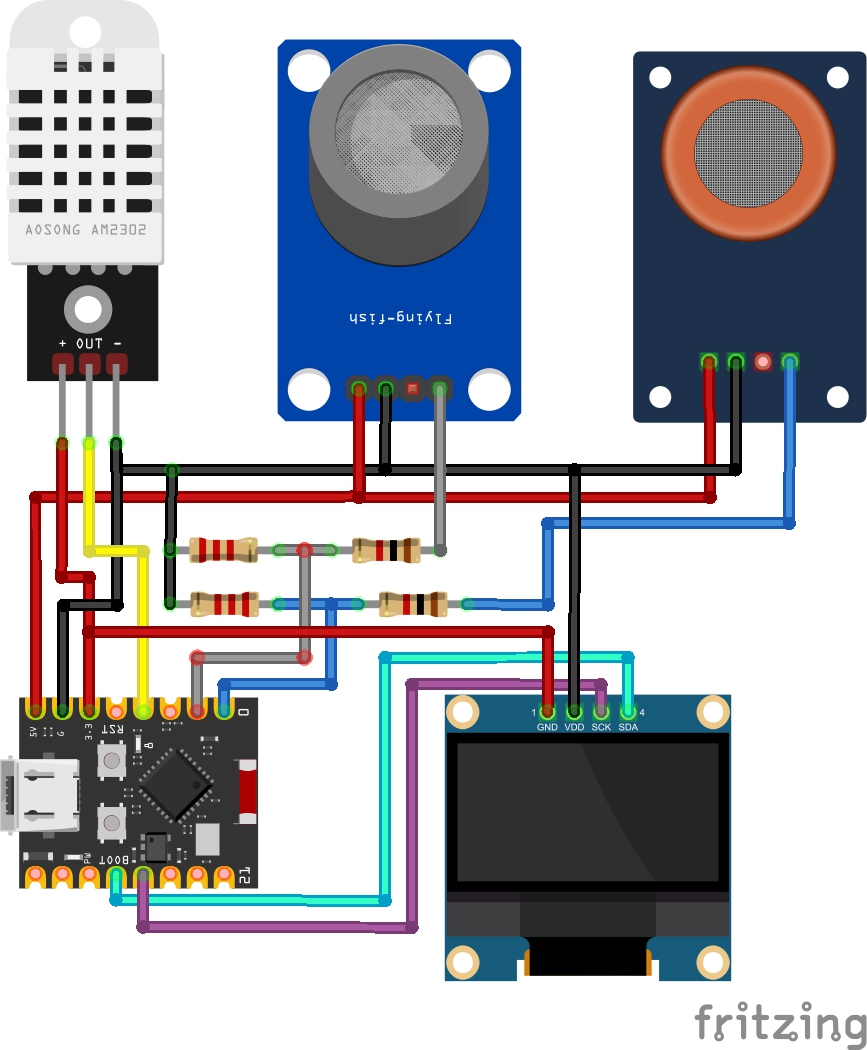 AOSONG AM2302
+ OUT -
Flying-fish
5V
G
3.3
RST
0
B
PW
BOOT
21
1
4
GND VDD SCK SDA
fritzing